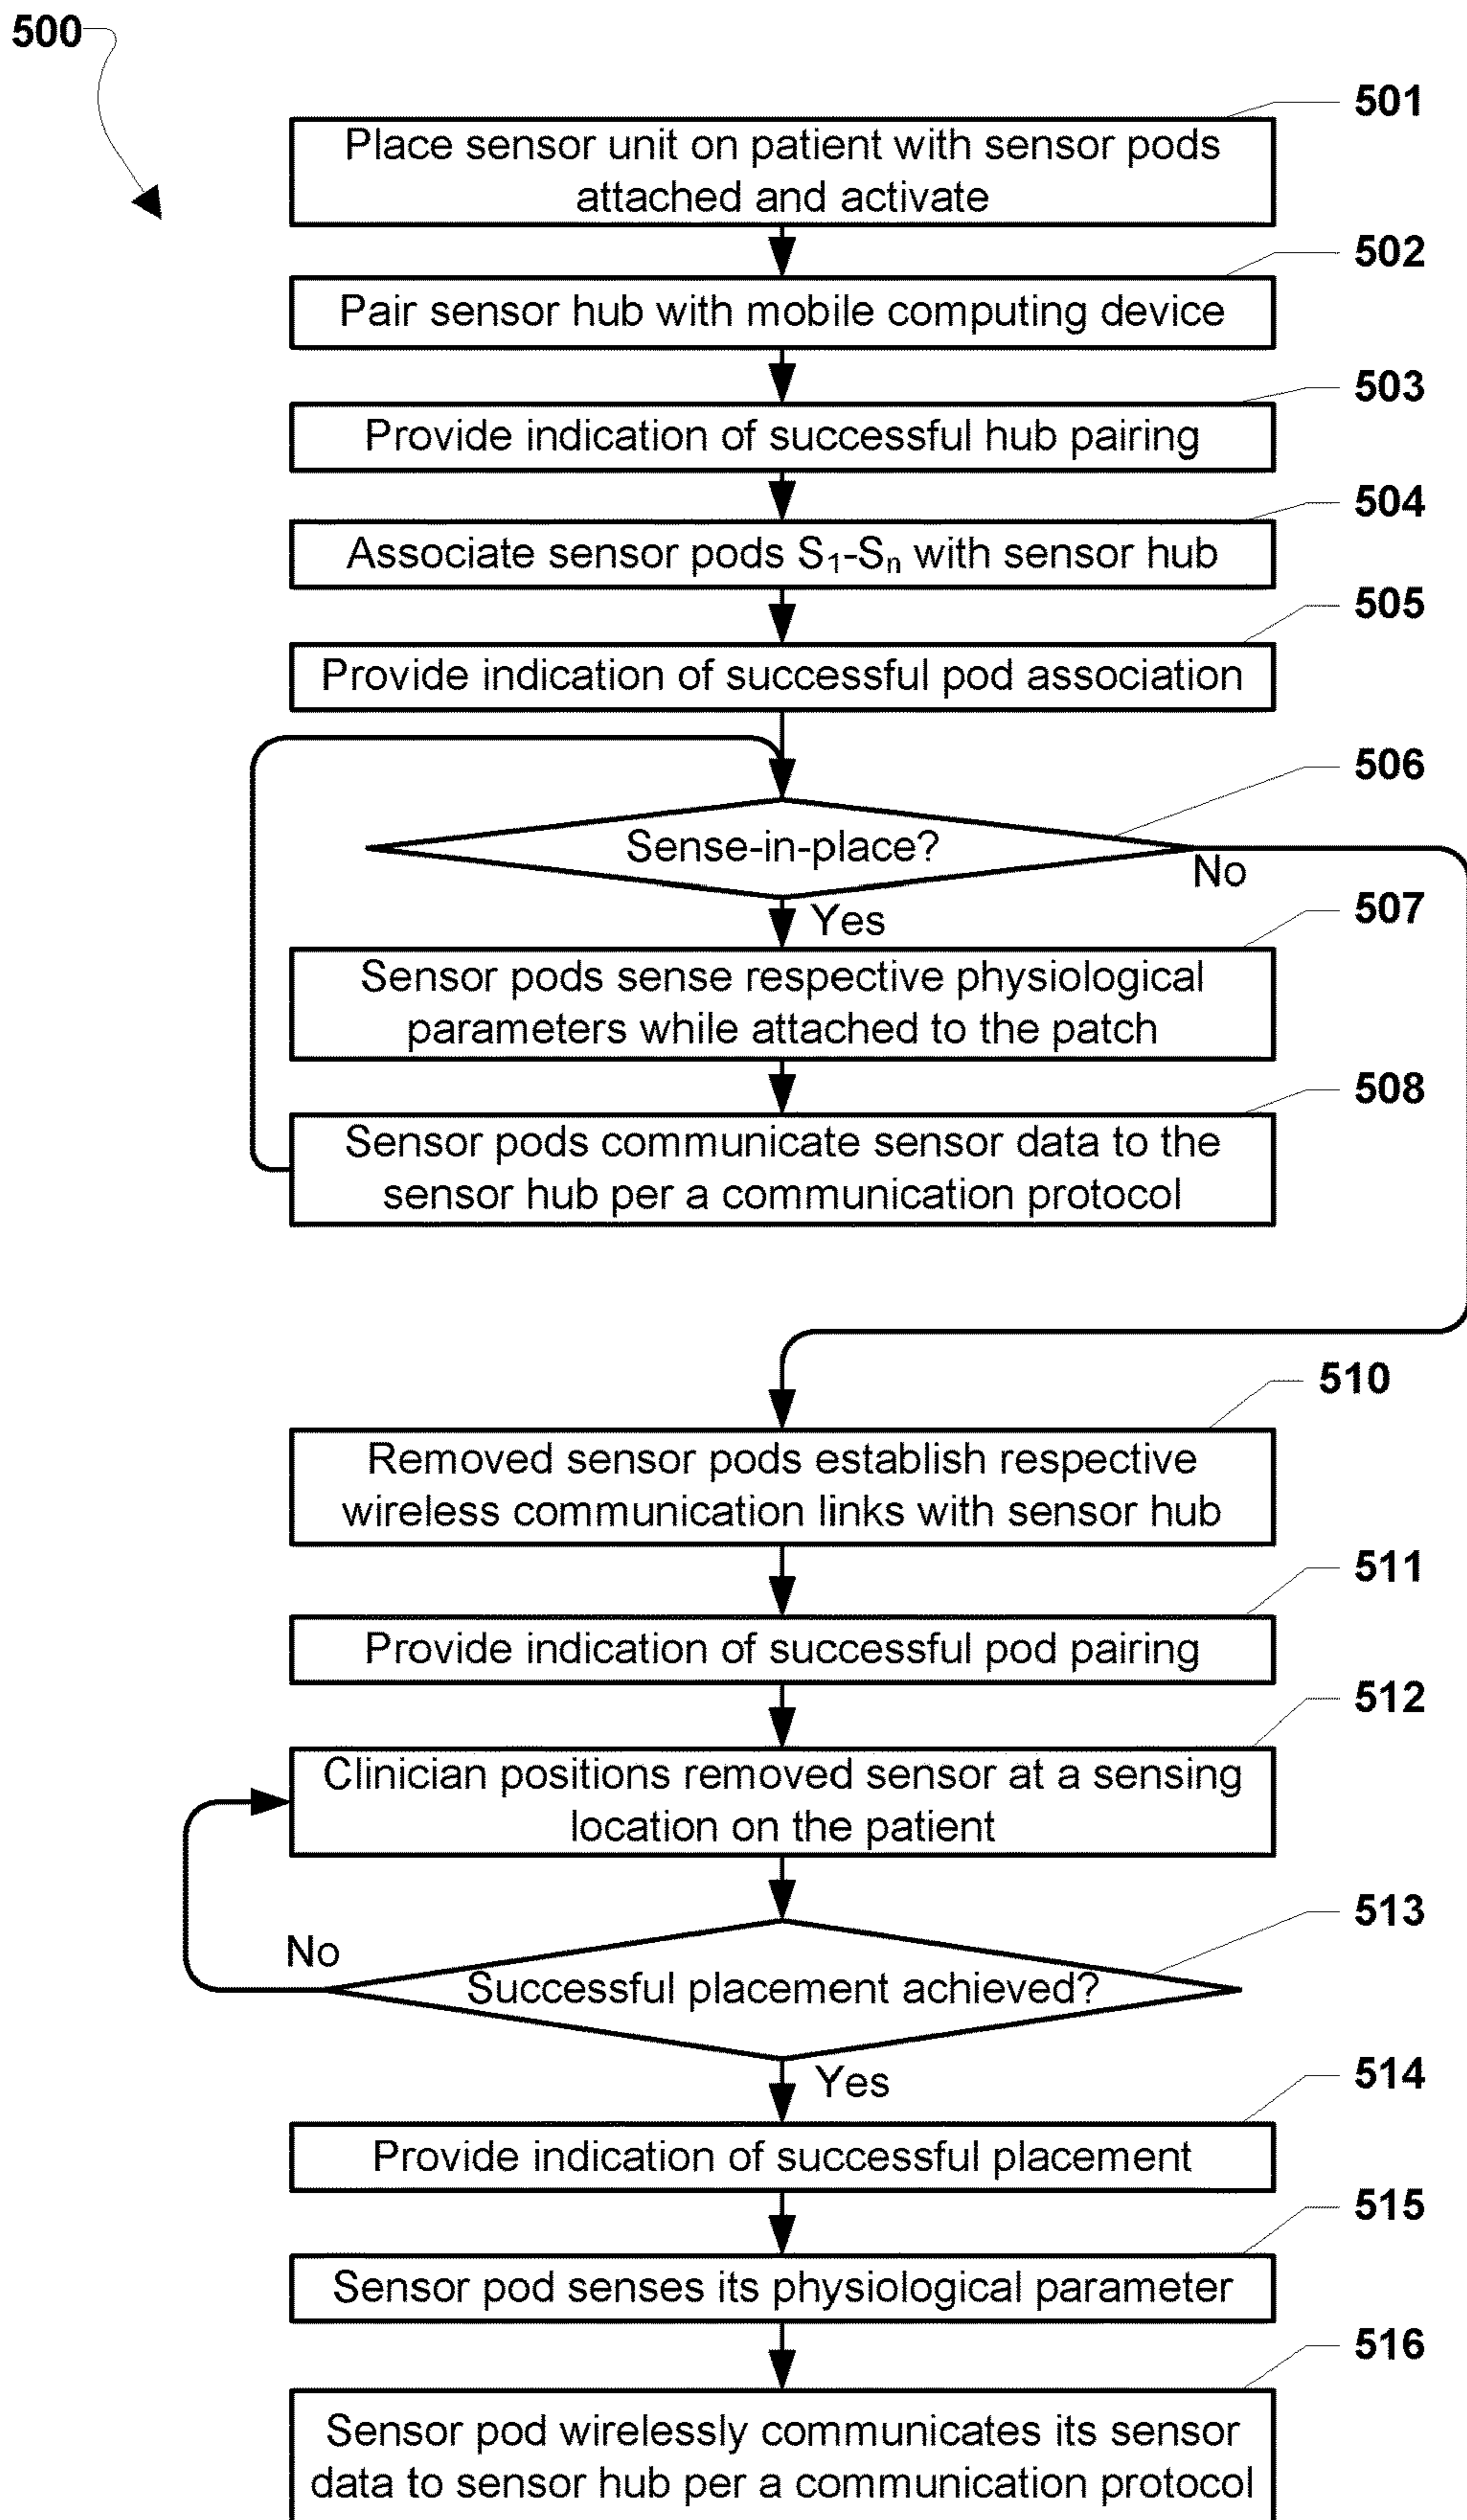 500
501
Place sensor unit on patient with sensor pods
attached and activate
502
Pair sensor hub with mobile computing device
503
Provide indication of successful hub pairing
504
Associate sensor pods S₁-Sₙ with sensor hub
505
Provide indication of successful pod association
506
Sense-in-place?
No
Yes
507
Sensor pods sense respective physiological
parameters while attached to the patch
508
Sensor pods communicate sensor data to the
sensor hub per a communication protocol
510
Removed sensor pods establish respective
wireless communication links with sensor hub
511
Provide indication of successful pod pairing
512
Clinician positions removed sensor at a sensing
location on the patient
513
No
Successful placement achieved?
Yes
514
Provide indication of successful placement
515
Sensor pod senses its physiological parameter
516
Sensor pod wirelessly communicates its sensor
data to sensor hub per a communication protocol